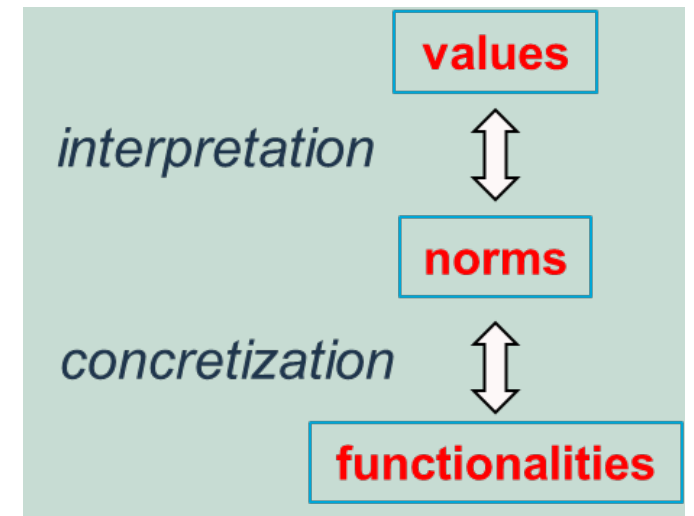 values
interpretation
norms
concretization
functionalities